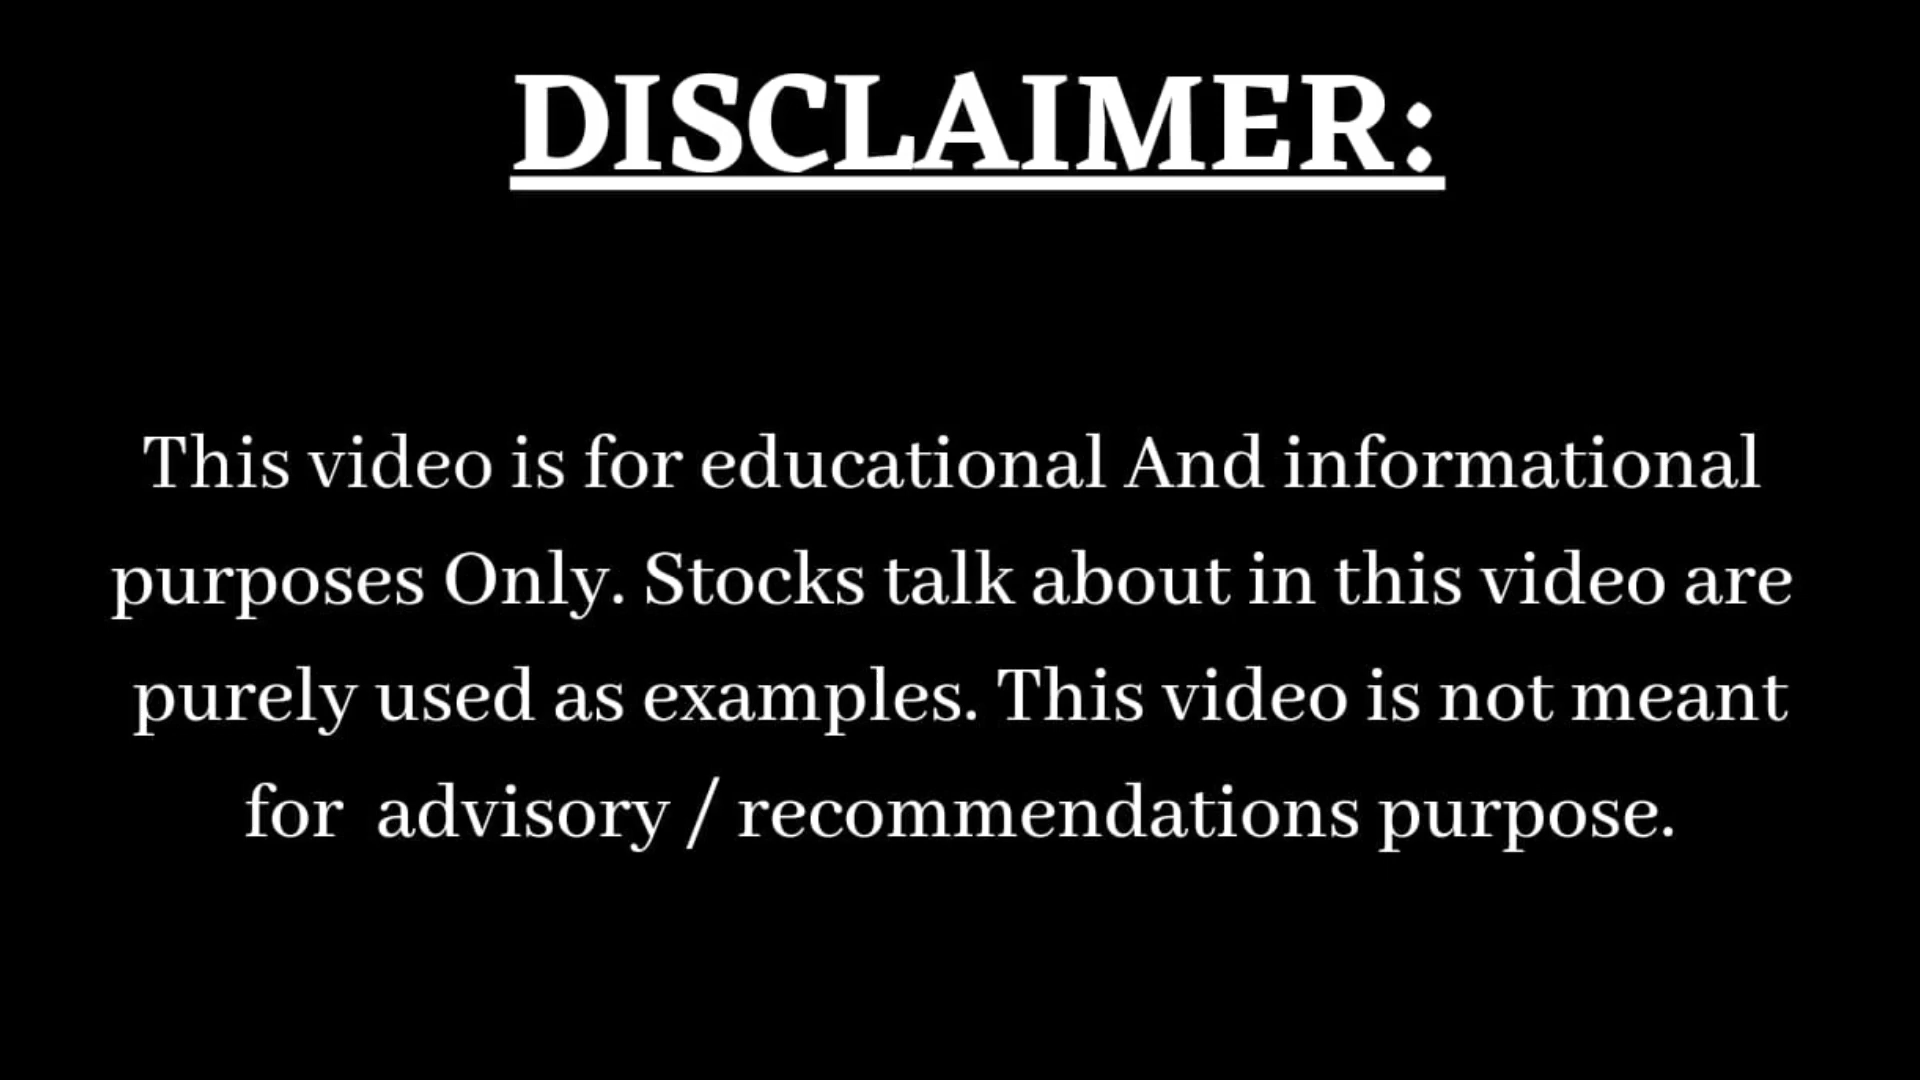 DISCLAIMER:
This video is for educational And informational
purposes Only. Stocks talk about in this video are
purely used as examples. This video is not meant
for  advisory / recommendations purpose.